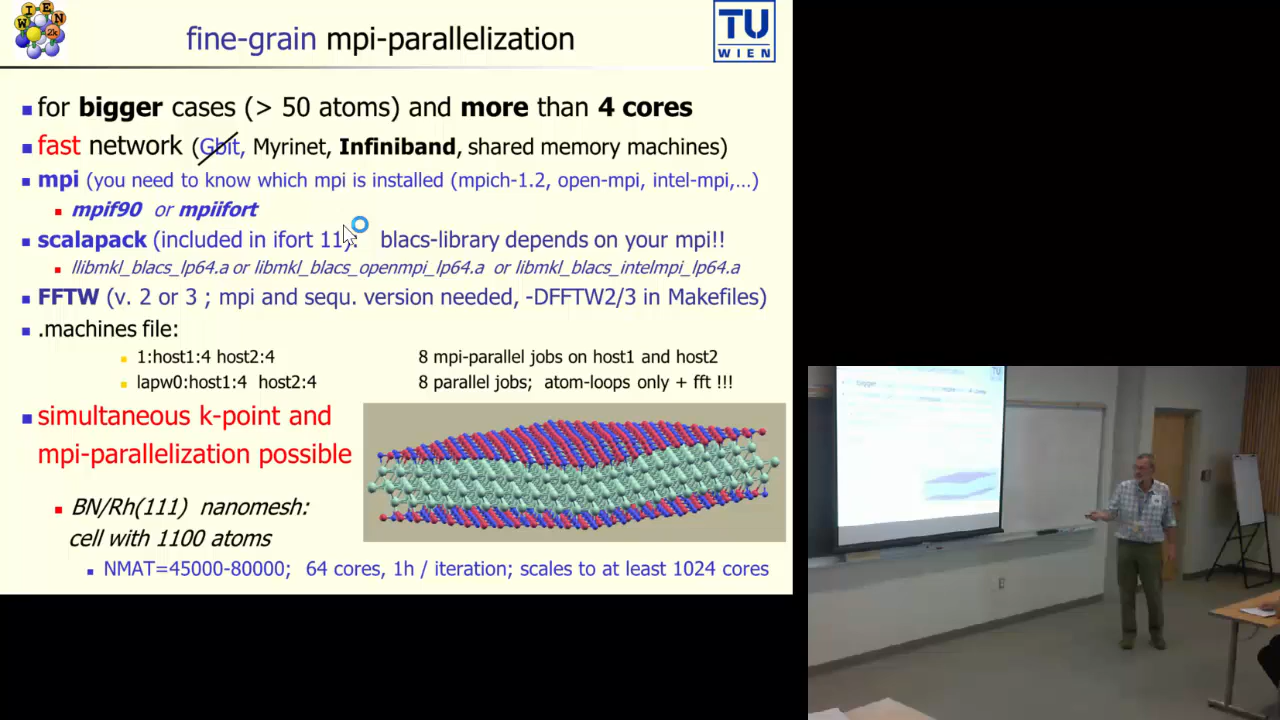 WIEN 2k
fine-grain mpi-parallelization
TU
WIEN
for bigger cases (> 50 atoms) and more than 4 cores
fast network (Gbit, Myrinet, Infiniband, shared memory machines)
mpi (you need to know which mpi is installed (mpich-1.2, open-mpi, intel-mpi,…)
mpif90 or mpiifort
scalapack (included in ifort 11), blacs-library depends on your mpi!!
llibmkl_blacs_lp64.a or libmkl_blacs_openmpi_lp64.a or libmkl_blacs_intelmpi_lp64.a
FFTW (v. 2 or 3 ; mpi and sequ. version needed, -DFFTW2/3 in Makefiles)
.machines file:
1:host1:4 host2:4 8 mpi-parallel jobs on host1 and host2
lapw0:host1:4 host2:4 8 parallel jobs; atom-loops only + fft !!!
simultaneous k-point and
mpi-parallelization possible
BN/Rh(111) nanomesh:
cell with 1100 atoms
NMAT=45000-80000; 64 cores, 1h / iteration; scales to at least 1024 cores